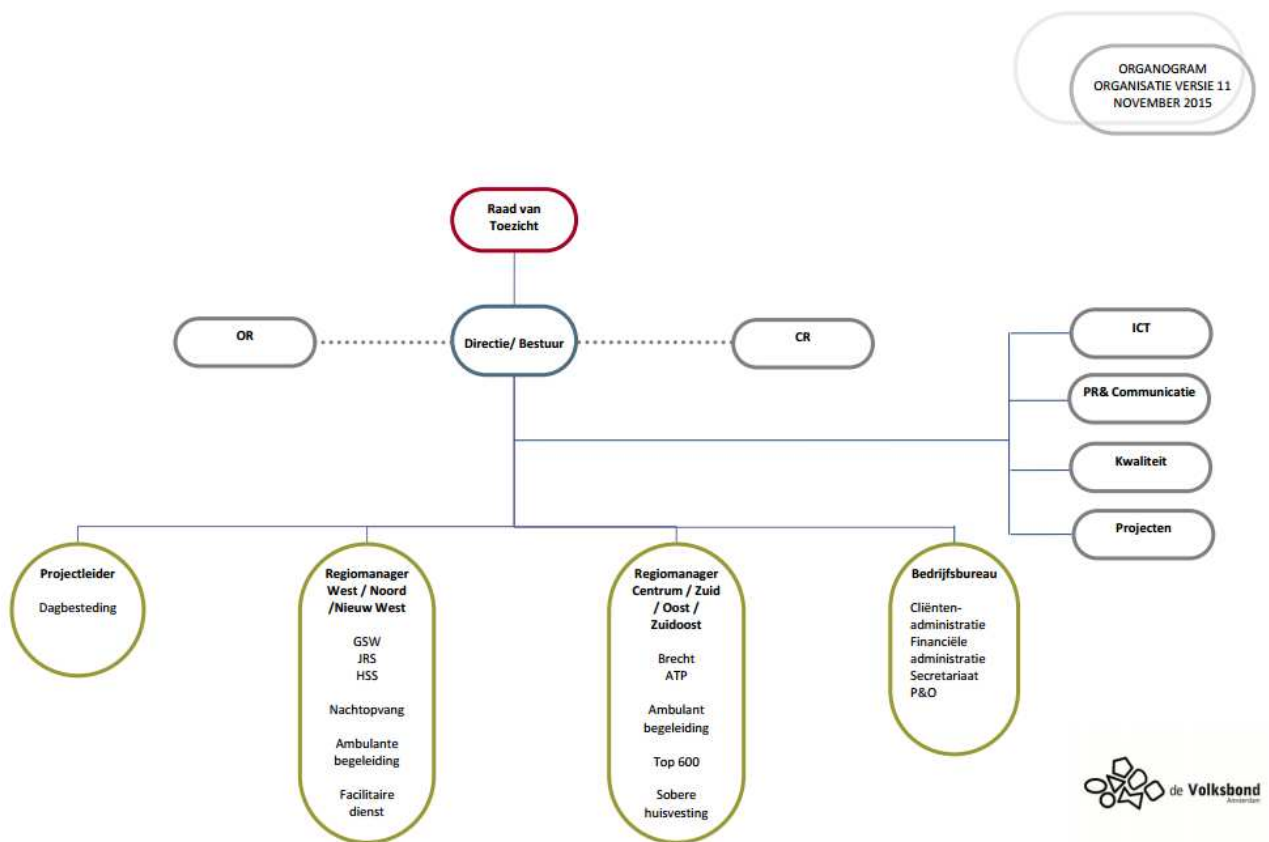 ORGANOGRAM
ORGANISATIE VERSIE 11
NOVEMBER 2015
Raad van
Toezicht
OR
Directie/ Bestuur
CR
ICT
PR& Communicatie
Kwaliteit
Projecten
Projectleider
Dagbesteding
Regiomanager
West / Noord
/Nieuw West
GSW
JRS
HSS
Nachtopvang
Ambulante
begeleiding
Facilitaire
dienst
Regiomanager
Centrum / Zuid
/ Oost /
Zuidoost
Brecht
ATP
Ambulant
begeleiding
Top 600
Sobere
huisvesting
Bedrijfsbureau
Cliënten-
administratie
Financiële
administratie
Secretariaat
P&O
de Volksbond
Amsterdam